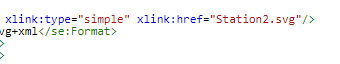 xlink:type="simple" xlink:href="Station2.svg"/>
vg+xml</se:Format>
>
>